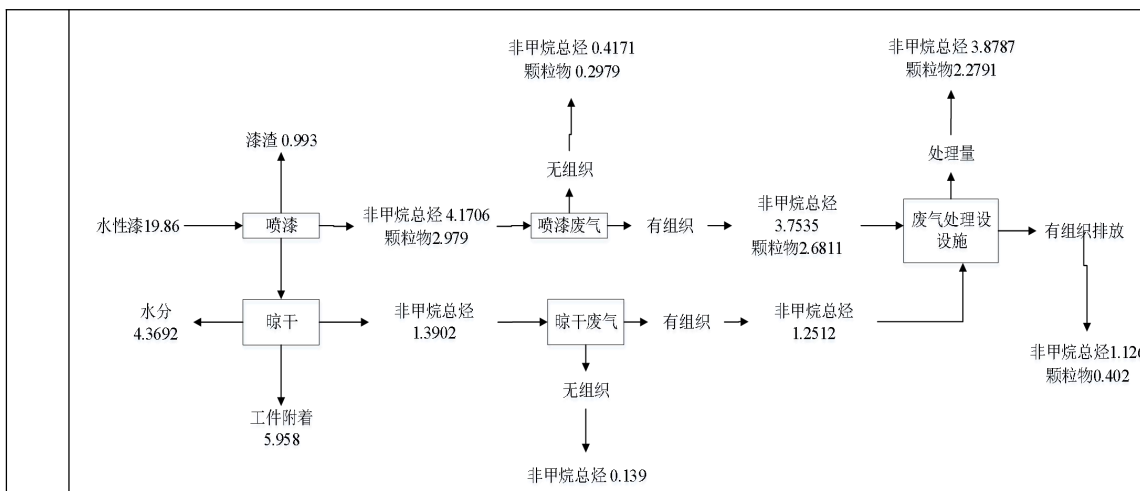 非甲烷总烃 0.4171
颗粒物 0.2979
非甲烷总烃 3.8787
颗粒物2.2791
漆渣 0.993
无组织
处理量
水性漆19.86
喷漆
非甲烷总烃 4.1706
颗粒物2.979
喷漆废气
有组织
非甲烷总烃
3.7535
颗粒物2.6811
废气处理设
设施
有组织排放
水分
4.3692
晾干
非甲烷总烃
1.3902
晾干废气
有组织
非甲烷总烃
1.2512
无组织
非甲烷总烃1.126
颗粒物0.402
工件附着
5.958
非甲烷总烃 0.139